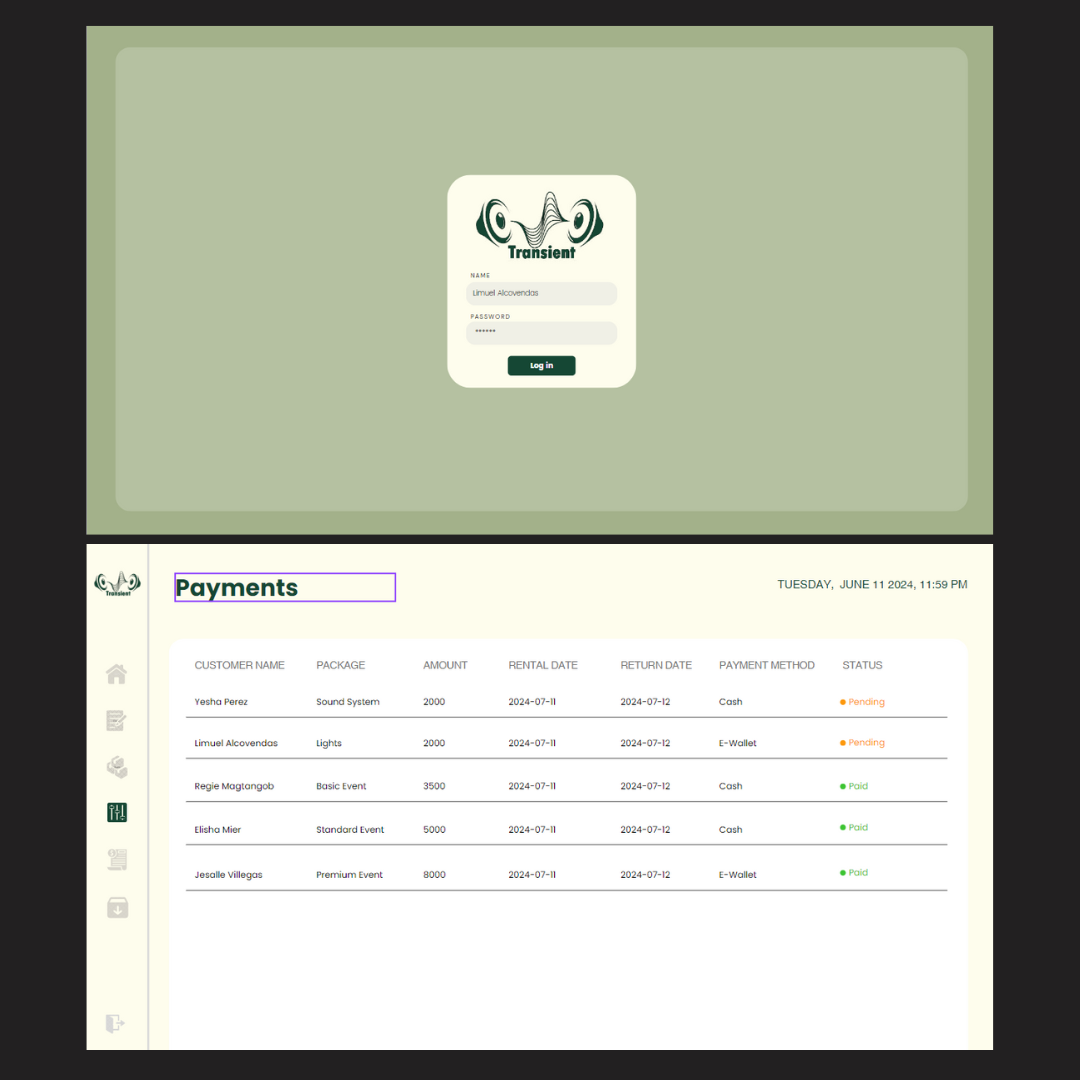 Transient
NAME
Limuel Alcovendas
PASSWORD
******
Log in
Transient
Payments
TUESDAY, JUNE 11 2024, 11:59 PM
CUSTOMER NAME PACKAGE AMOUNT RENTAL DATE RETURN DATE PAYMENT METHOD STATUS
Yesha Perez Sound System 2000 2024-07-11 2024-07-12 Cash Pending
Limuel Alcovendas Lights 2000 2024-07-11 2024-07-12 E-Wallet Pending
Regie Magtangob Basic Event 3500 2024-07-11 2024-07-12 Cash Paid
Elisha Mier Standard Event 5000 2024-07-11 2024-07-12 Cash Paid
Jesalle Villegas Premium Event 8000 2024-07-11 2024-07-12 E-Wallet Paid